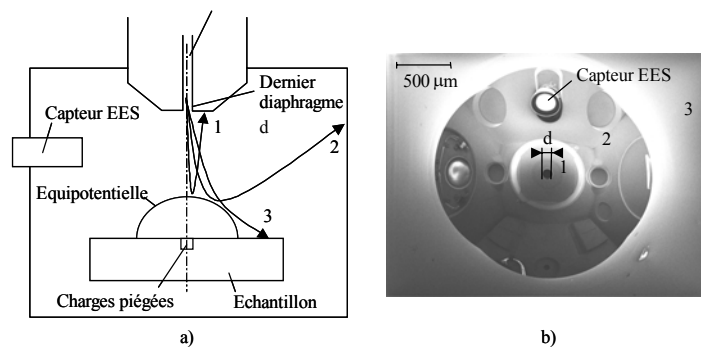 Dernier
diaphragme
d
Capteur EES
1
2
Equipotentielle
3
Charges piégées
Echantillon
a)
500 µm
Capteur EES
3
d
2
1
b)